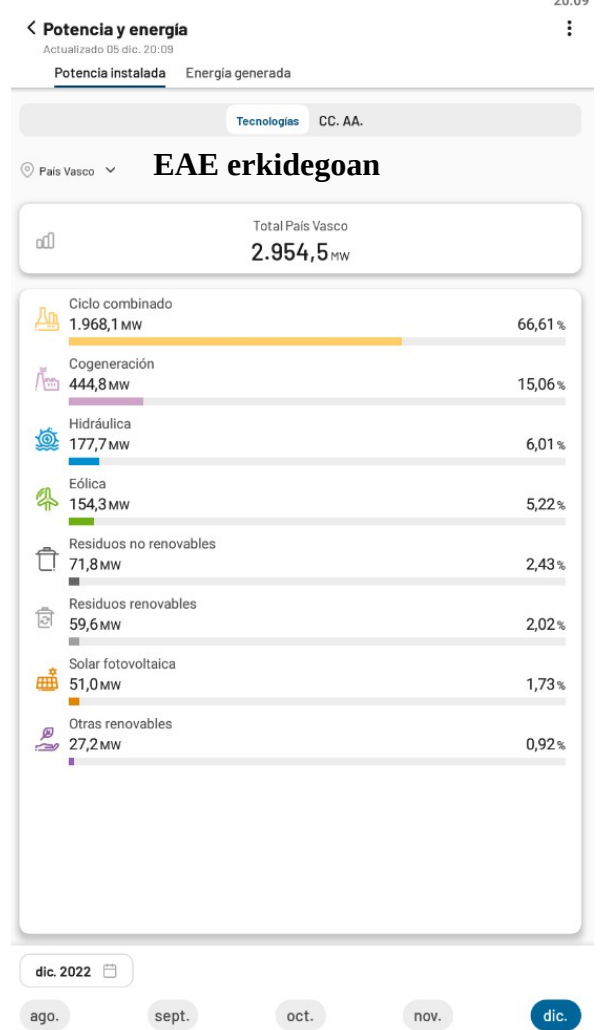 20:09
Potencia y energía
Actualizado 05 dic. 20:09
Potencia instalada Energía generada
Tecnologías CC. AA.
País Vasco EAE erkidegoan
Total País Vasco
2.954,5 MW
Ciclo combinado
1.968,1 MW 66,61 %
Cogeneración
444,8 MW 15,06 %
Hidráulica
177,7 MW 6,01 %
Eólica
154,3 MW 5,22 %
Residuos no renovables
71,8 MW 2,43 %
Residuos renovables
59,6 MW 2,02 %
Solar fotovoltaica
51,0 MW 1,73 %
Otras renovables
27,2 MW 0,92 %
dic. 2022
ago. sept. oct. nov. dic.